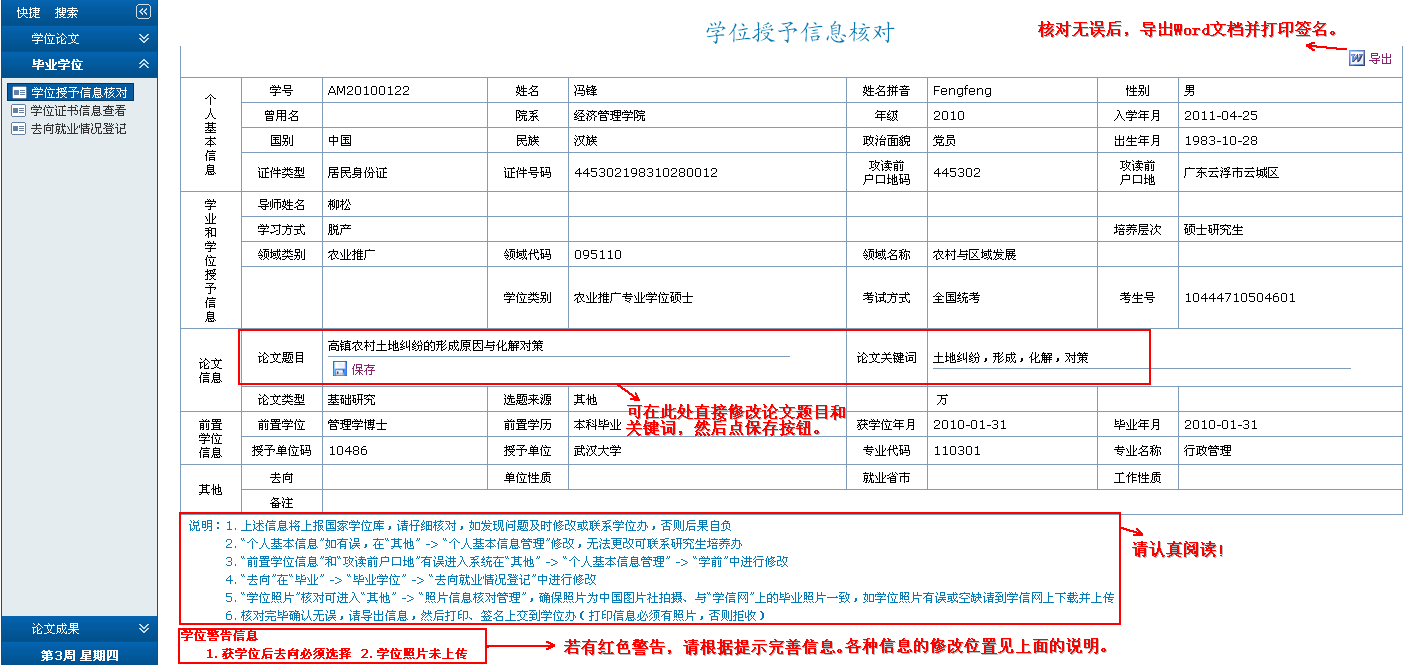 快捷 搜索
学位论文
毕业学位
学位授予信息核对
学位证书信息查看
去向就业情况登记
论文成果
第3周 星期四
学位授予信息核对
核对无误后，导出Word文档并打印签名。
导出
个人基本信息
学号 AM20100122 姓名 冯锋 姓名拼音 Fengfeng 性别 男
曾用名 院系 经济管理学院 年级 2010 入学年月 2011-04-25
国别 中国 民族 汉族 政治面貌 党员 出生年月 1983-10-28
证件类型 居民身份证 证件号码 445302198310280012 攻读前户口地码 445302 攻读前户口地 广东云浮市云城区
学业和学位授予信息
导师姓名 柳松
学习方式 脱产 培养层次 硕士研究生
领域类别 农业推广 领域代码 095110 领域名称 农村与区域发展
学位类别 农业推广专业学位硕士 考试方式 全国统考 考生号 10444710504601
论文信息
论文题目 高镇农村土地纠纷的形成原因与化解对策 论文关键词 土地纠纷，形成，化解，对策
保存
论文类型 基础研究 选题来源 其他 万
可在此处直接修改论文题目和
关键词，然后点保存按钮。
前置学位信息
前置学位 管理学博士 前置学历 本科毕业 获学位年月 2010-01-31 毕业年月 2010-01-31
授予单位码 10486 授予单位 武汉大学 专业代码 110301 专业名称 行政管理
其他
去向 单位性质 就业省市 工作性质
备注
说明：1.上述信息将上报国家学位库，请仔细核对，如发现问题及时修改或联系学位办，否则后果自负
2.“个人基本信息”如有误，在“其他” -> “个人基本信息管理”修改，无法更改可联系研究生培养办
3.“前置学位信息”和“攻读前户口地”有误进入系统在“其他” -> “个人基本信息管理” -> “学前”中进行修改
4.“去向”在“毕业” -> “毕业学位” -> “去向就业情况登记”中进行修改
5.“学位照片”核对可进入“其他” -> “照片信息核对管理”，确保照片为中国图片社拍摄、与“学信网”上的毕业照片一致，如学位照片有误或空缺请到学信网上下载并上传
6.核对完毕确认无误，请导出信息，然后打印、签名上交到学位办（打印信息必须有照片，否则拒收）
请认真阅读！
学位警告信息
1.获学位后去向必须选择 2.学位照片未上传
若有红色警告，请根据提示完善信息。各种信息的修改位置见上面的说明。